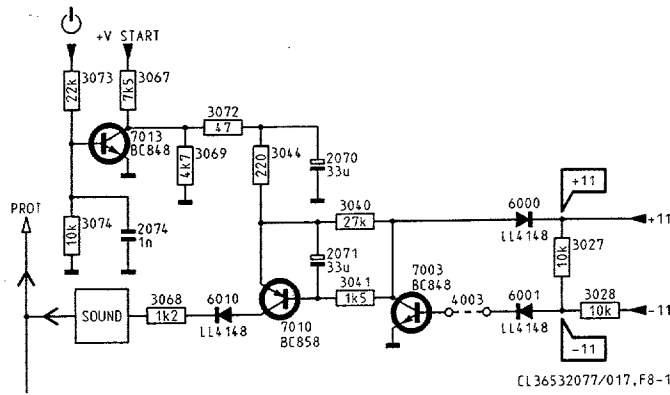 +V START
3073
22k
3067
7k5
3072
47
7013
BC848
3069
4k7
3044
220
2070
33u
PROT
3074
10k
2074
1n
3040
27k
2071
33u
6000
LL4148
+11
+11
3027
10k
7003
BC848
3041
1k5
4003
6001
LL4148
3028
10k
-11
-11
SOUND
3068
1k2
6010
LL4148
7010
BC858
CL36532077/017,F8-1